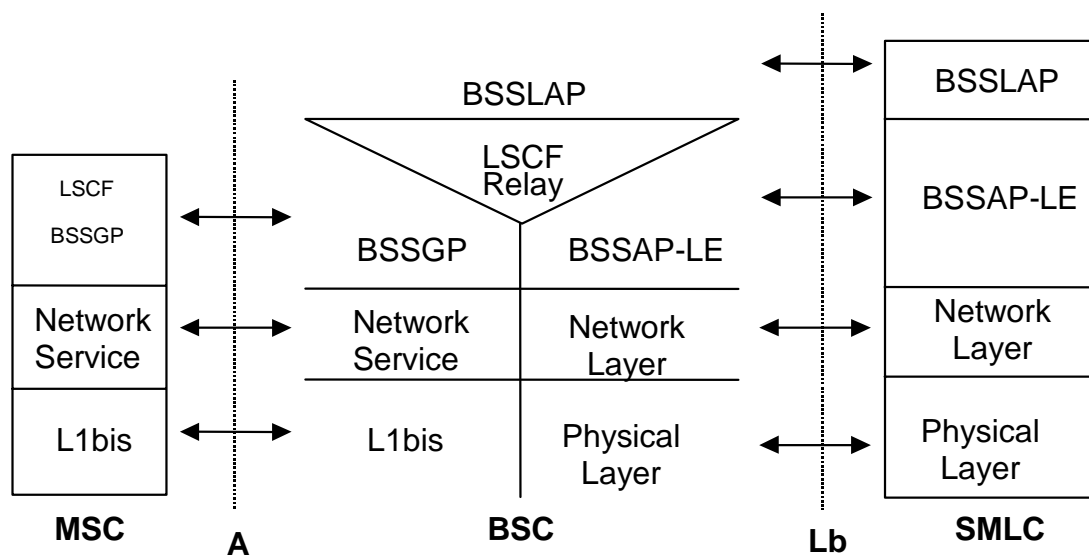 BSSLAP
LSCF
Relay
BSSGP
BSSAP-LE
Network
Service
Network
Layer
L1bis
Physical
Layer
BSC
LSCF
BSSGP
Network
Service
L1bis
MSC
A
Lb
BSSLAP
BSSAP-LE
Network
Layer
Physical
Layer
SMLC